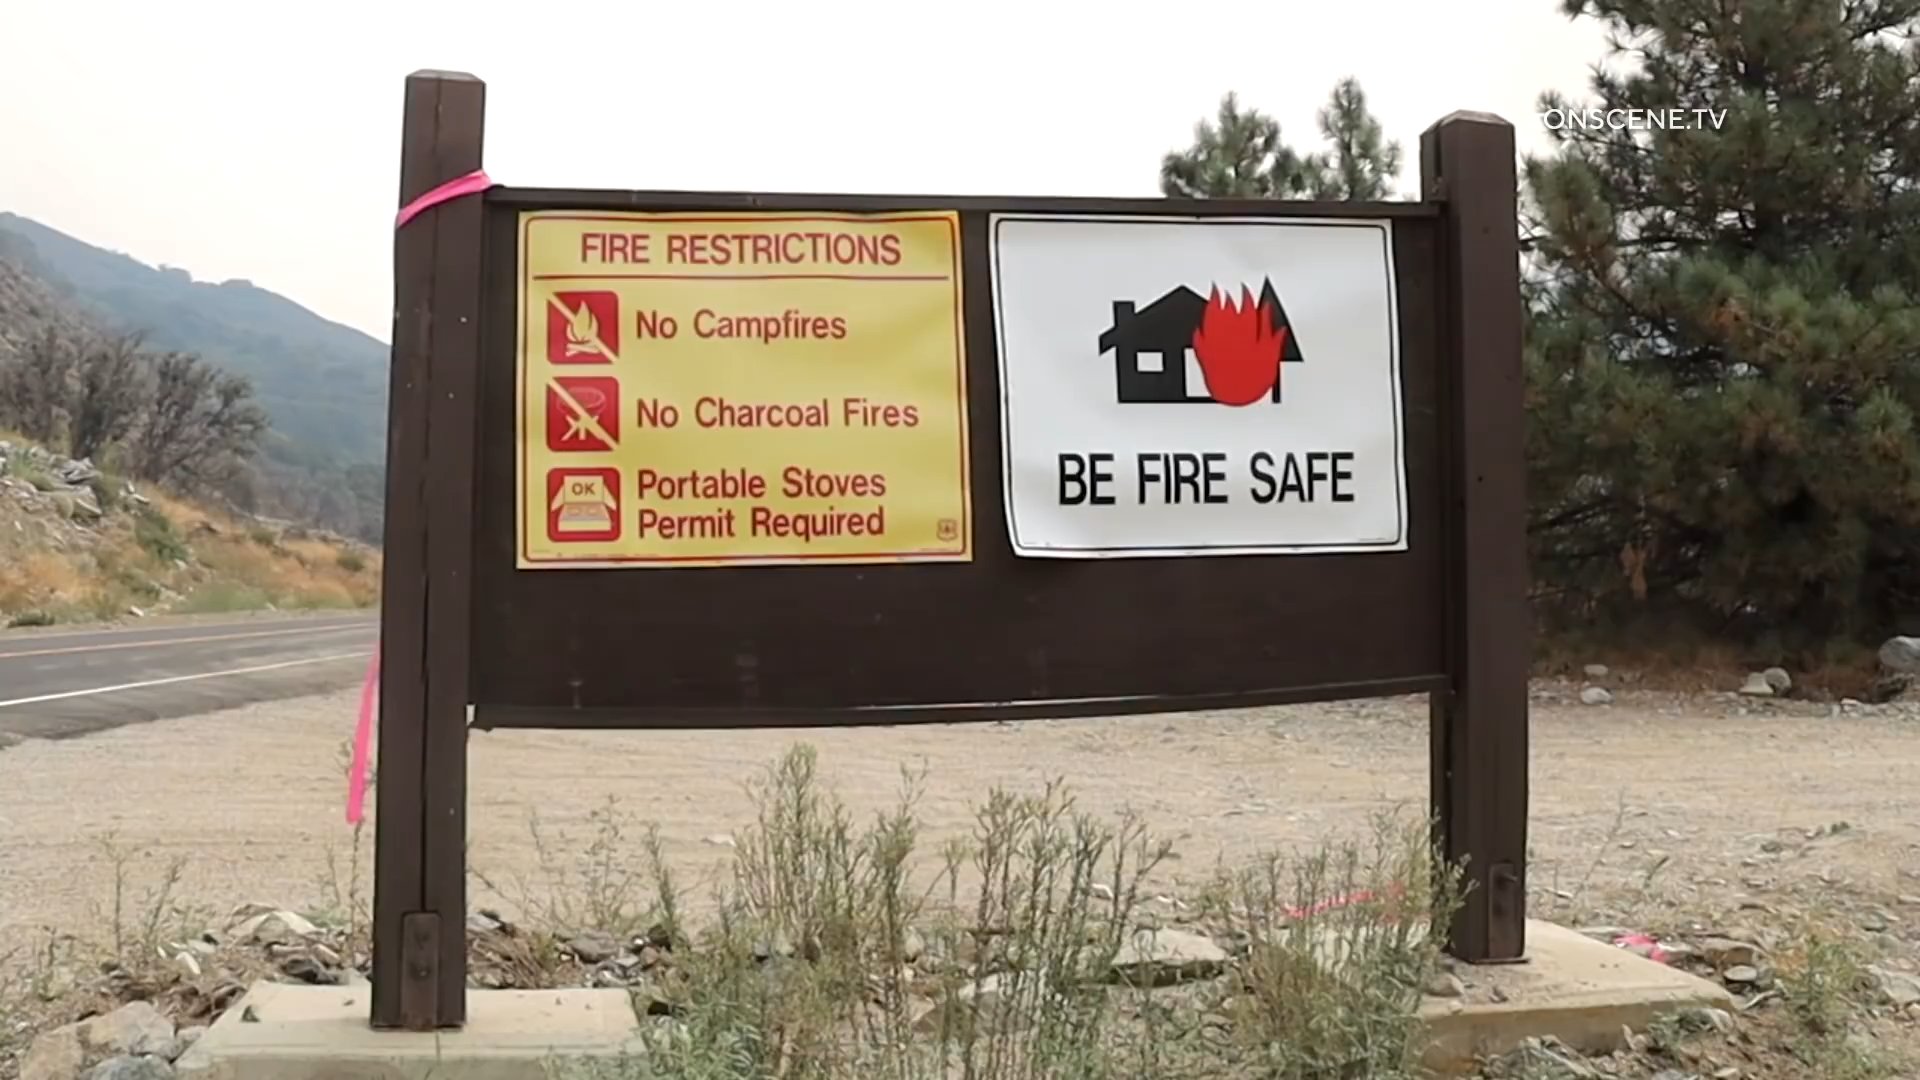 ONSCENE.TV
FIRE RESTRICTIONS
No Campfires
No Charcoal Fires
OK
Portable Stoves
Permit Required
BE FIRE SAFE